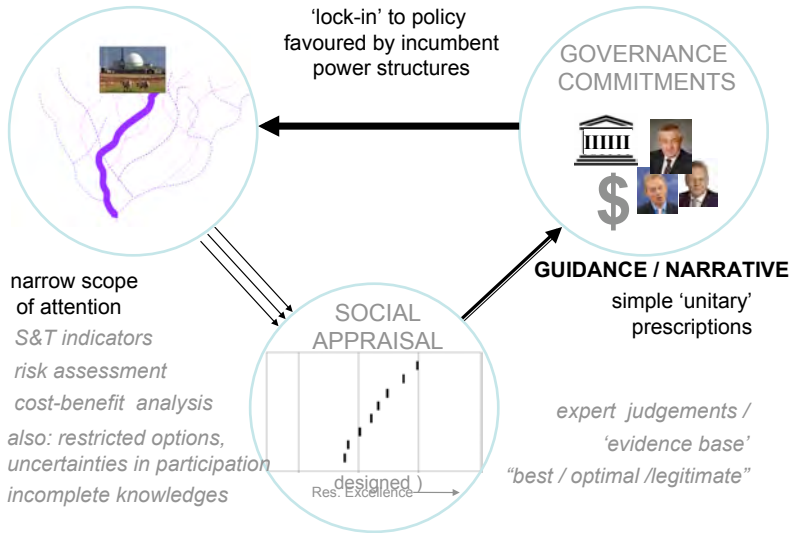 ‘lock-in’ to policy
favoured by incumbent
power structures
GOVERNANCE
COMMITMENTS
$
GUIDANCE / NARRATIVE
simple ‘unitary’
prescriptions
narrow scope
of attention
S&T indicators
risk assessment
cost-benefit analysis
also: restricted options,
uncertainties in participation
incomplete knowledges
SOCIAL
APPRAISAL
designed )
Res. Excellence
expert judgements /
‘evidence base’
“best / optimal /legitimate”